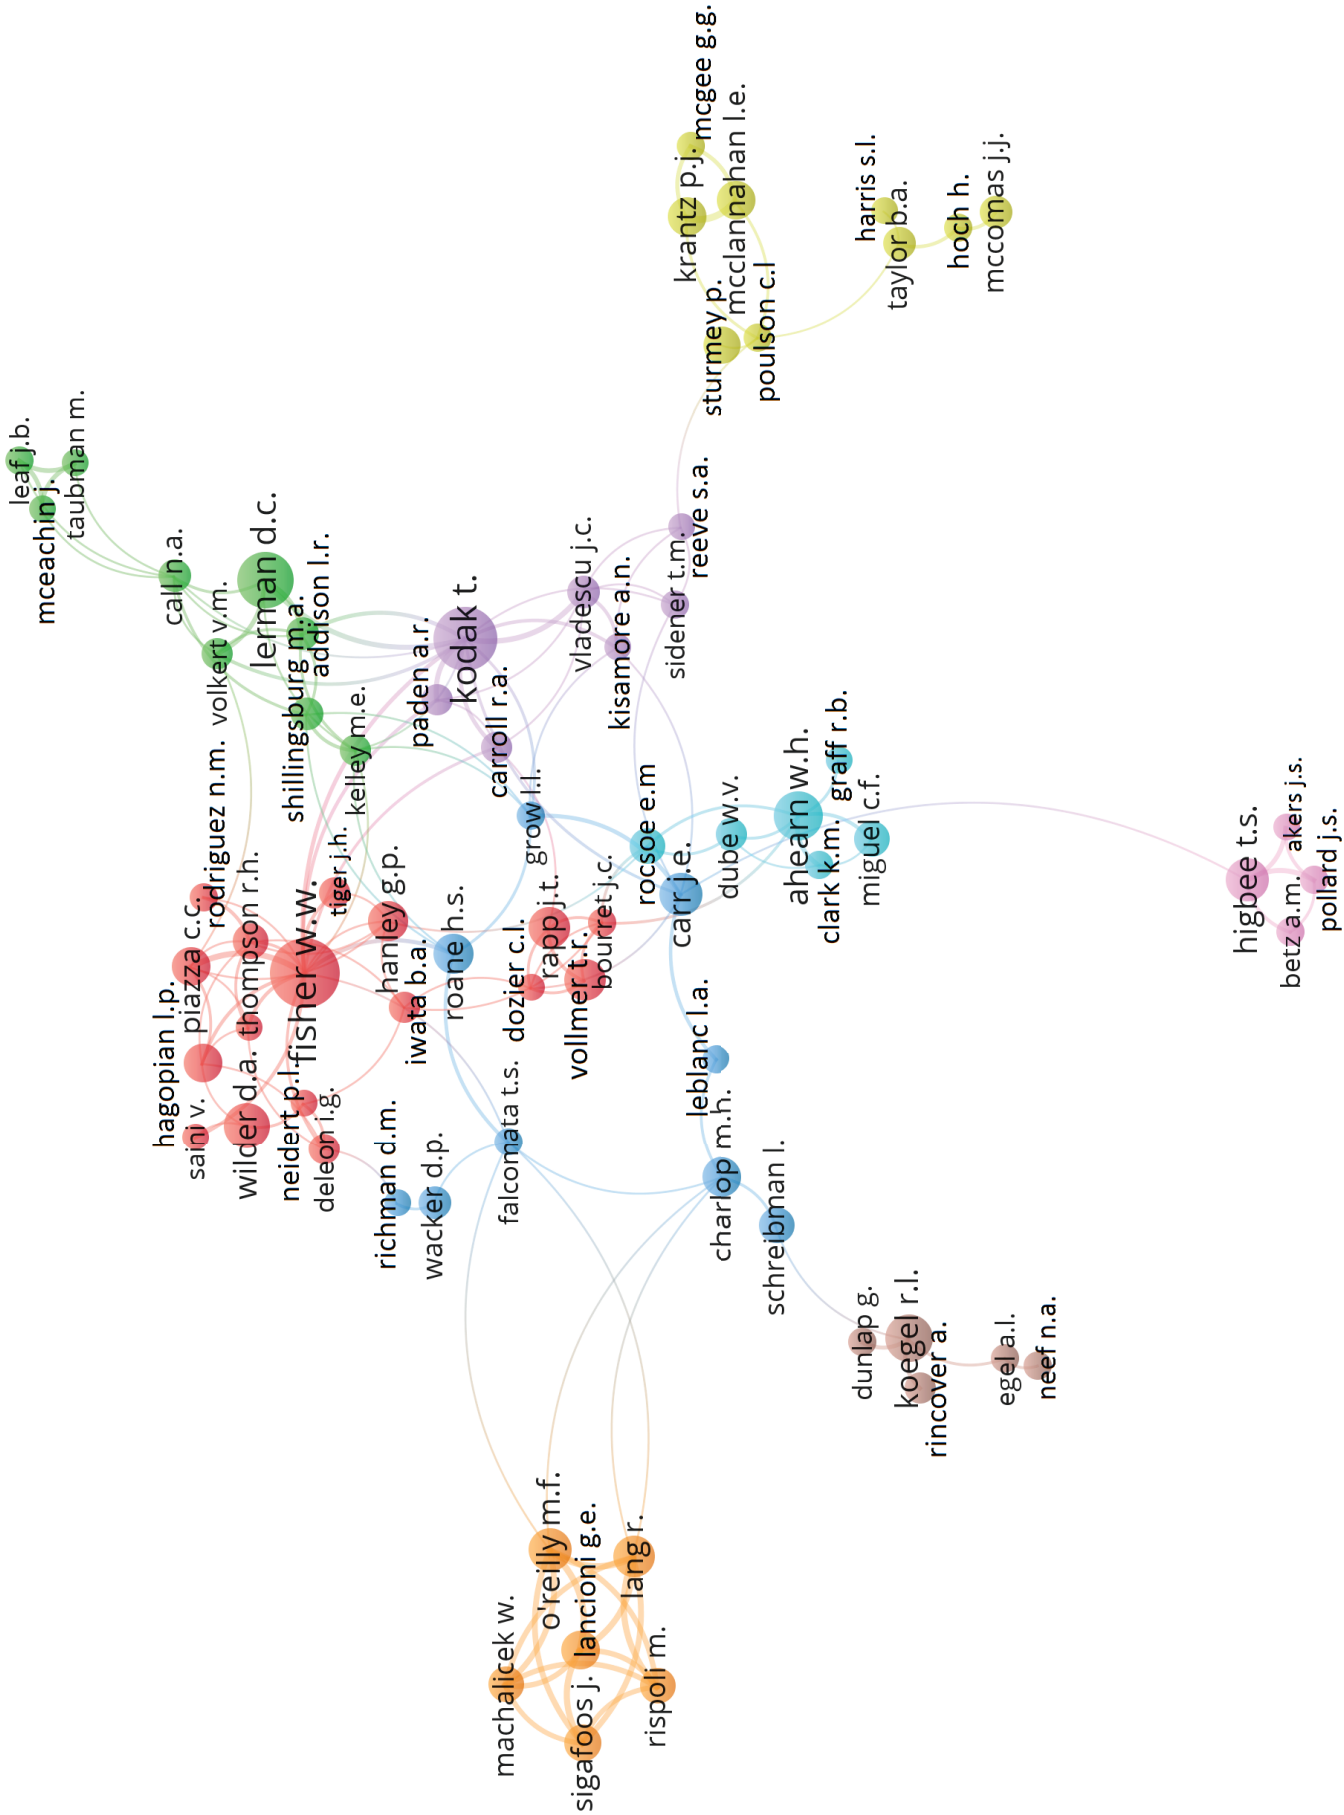 mcgee g.g.
krantz p.j.
mcclannahan l.e.
harris s.l.
taylor b.a.
hoch h.
mccomas j.j.
sturmey p.
poulson c.l
leaf j.b.
taubman m.
mceachin j.
call n.a.
lerman d.c.
volkert v.m.
addison l.r.
shillingsburg m.a.
kelley m.e.
kodak t.
paden a.r.
carroll r.a.
vladescu j.c.
kisamore a.n.
sidener t.m.
reeve s.a.
rodriguez n.m.
piazza c.c.
thompson r.h.
tiger j.h.
hanley g.p.
fisher w.w.
iwata b.a.
hagopian l.p.
saini v.
wilder d.a.
neidert p.l.
deleon i.g.
grow l.l.
roane h.s.
dozier c.l.
rapp j.t.
vollmer t.r.
bourret j.c.
rocsoe e.m
carr j.e.
dube w.v.
ahearn w.h.
graff r.b.
clark k.m.
miguel c.f.
higbee t.s.
akers j.s.
betz a.m.
pollard j.s.
leblanc l.a.
charlop m.h.
schreibman l.
richman d.m.
wacker d.p.
falcomata t.s.
dunlap g.
koegel r.l.
rincover a.
egel a.l.
neef n.a.
o'reilly m.f.
lancioni g.e.
lang r.
machalicek w.
sigafoos j.
rispoli m.